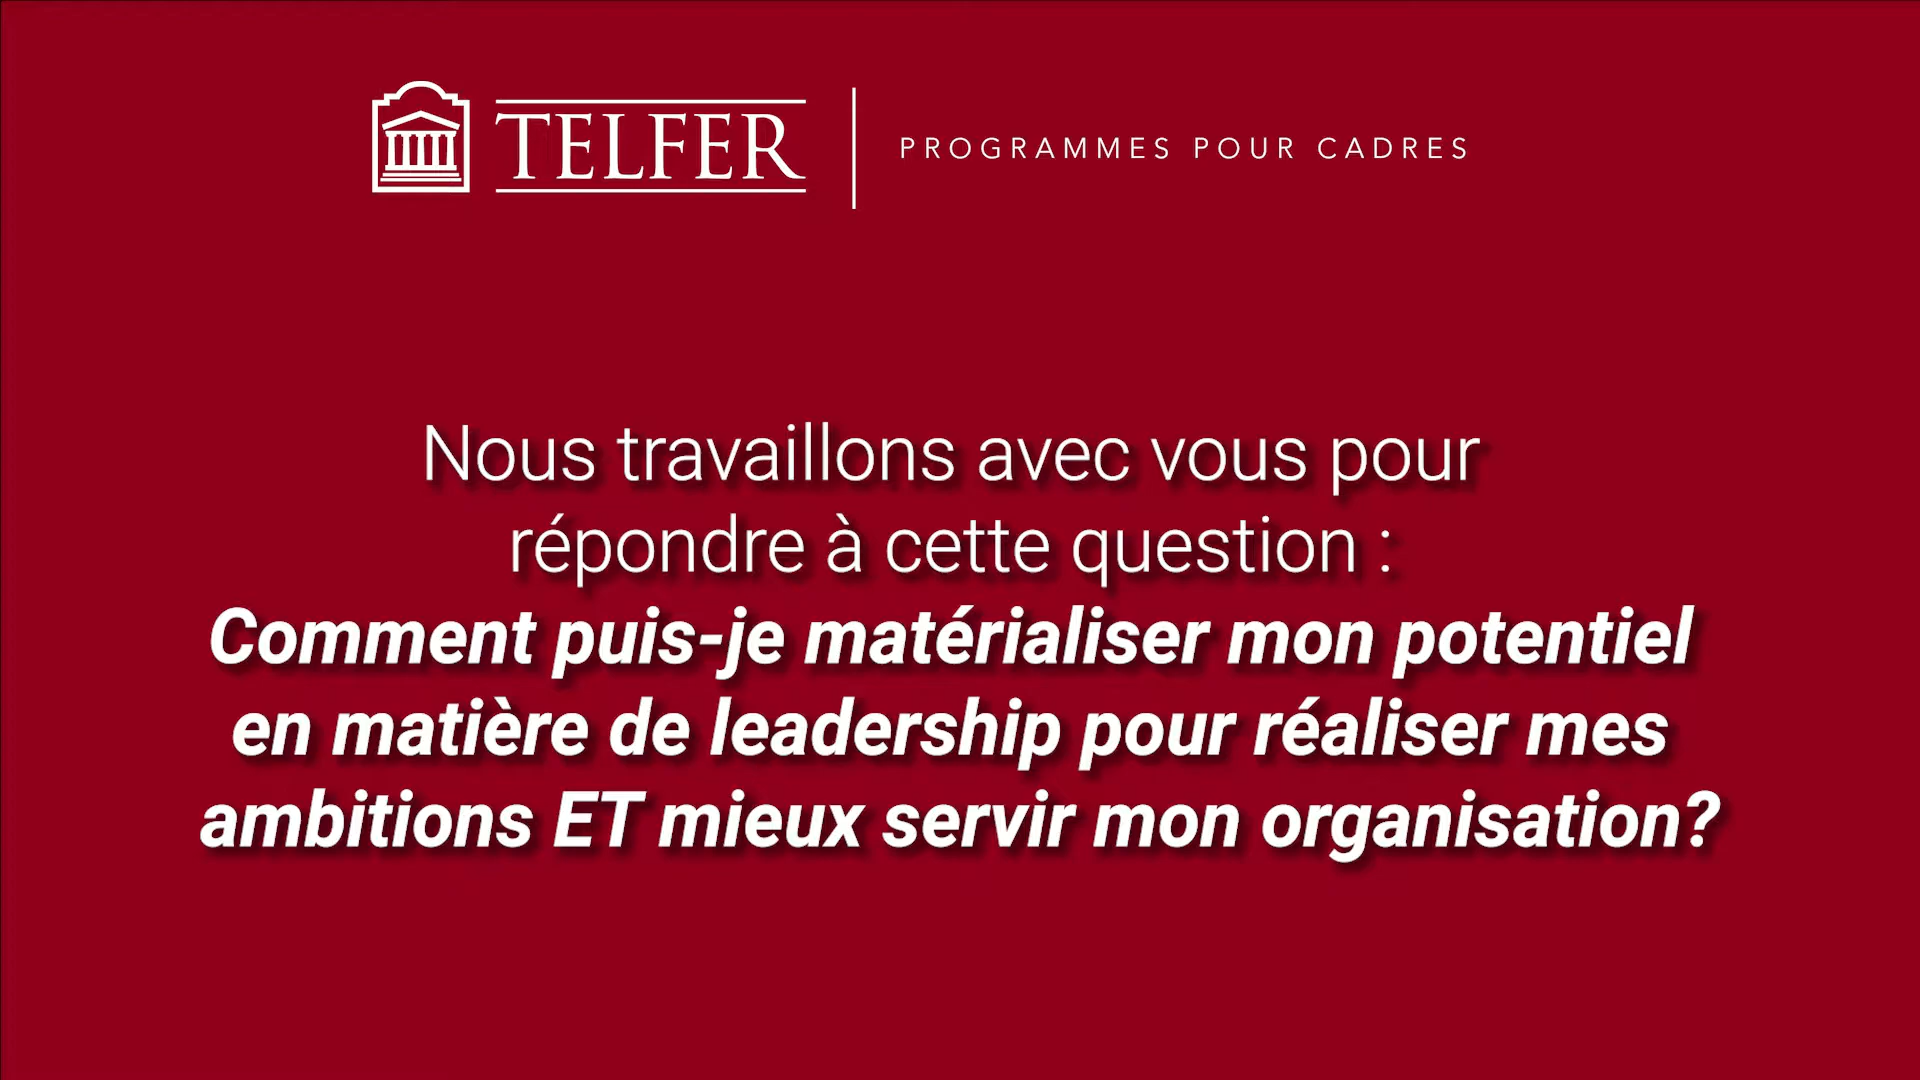 TELFER
PROGRAMMES POUR CADRES
Nous travaillons avec vous pour
répondre à cette question :
Comment puis-je matérialiser mon potentiel
en matière de leadership pour réaliser mes
ambitions ET mieux servir mon organisation?